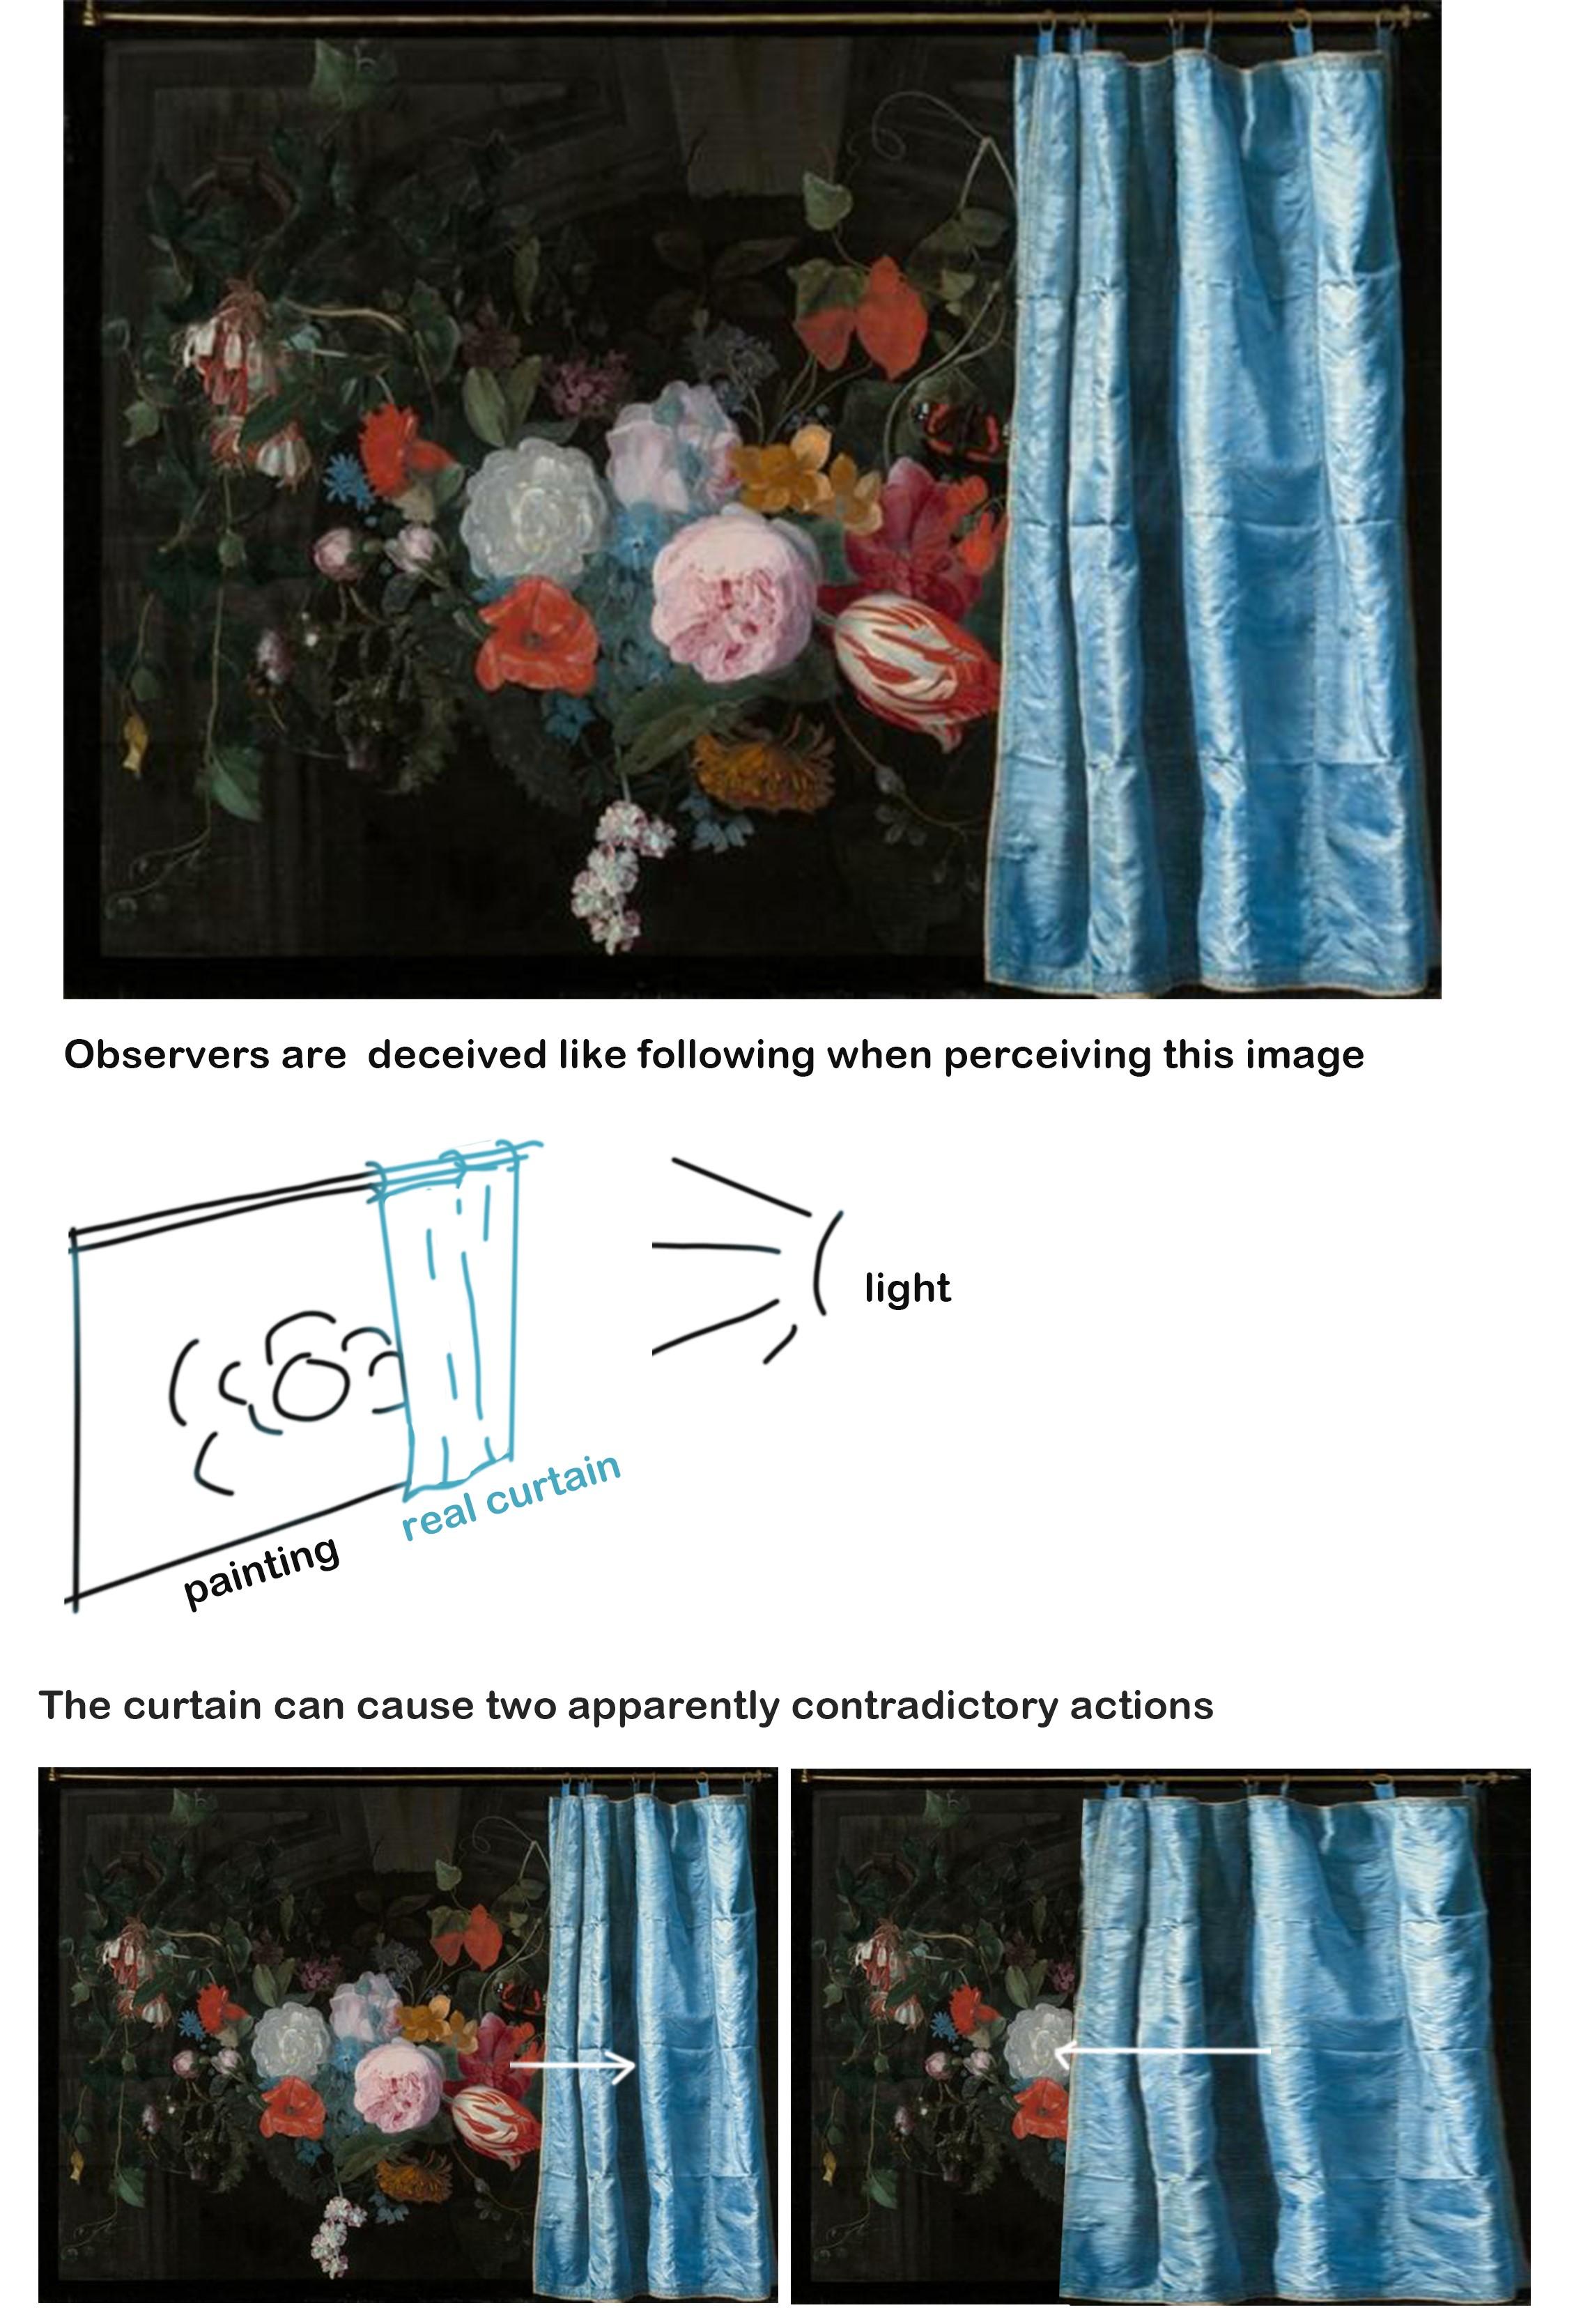 Observers are  deceived like following when perceiving this image
light
real curtain
painting
The curtain can cause two apparently contradictory actions